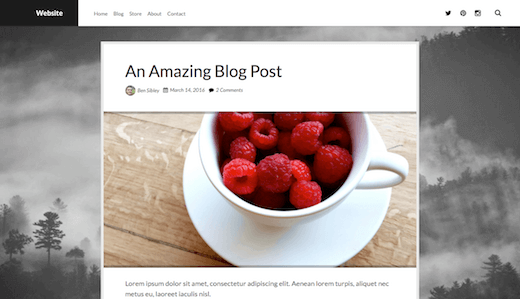 Website
Home Blog Store About Contact
An Amazing Blog Post
Ben Sibley March 14, 2016 2 Comments
Lorem ipsum dolor sit amet, consectetur adipiscing elit. Aenean lorem turpis, aliquet nec
metus eu, laoreet iaculis nisl.